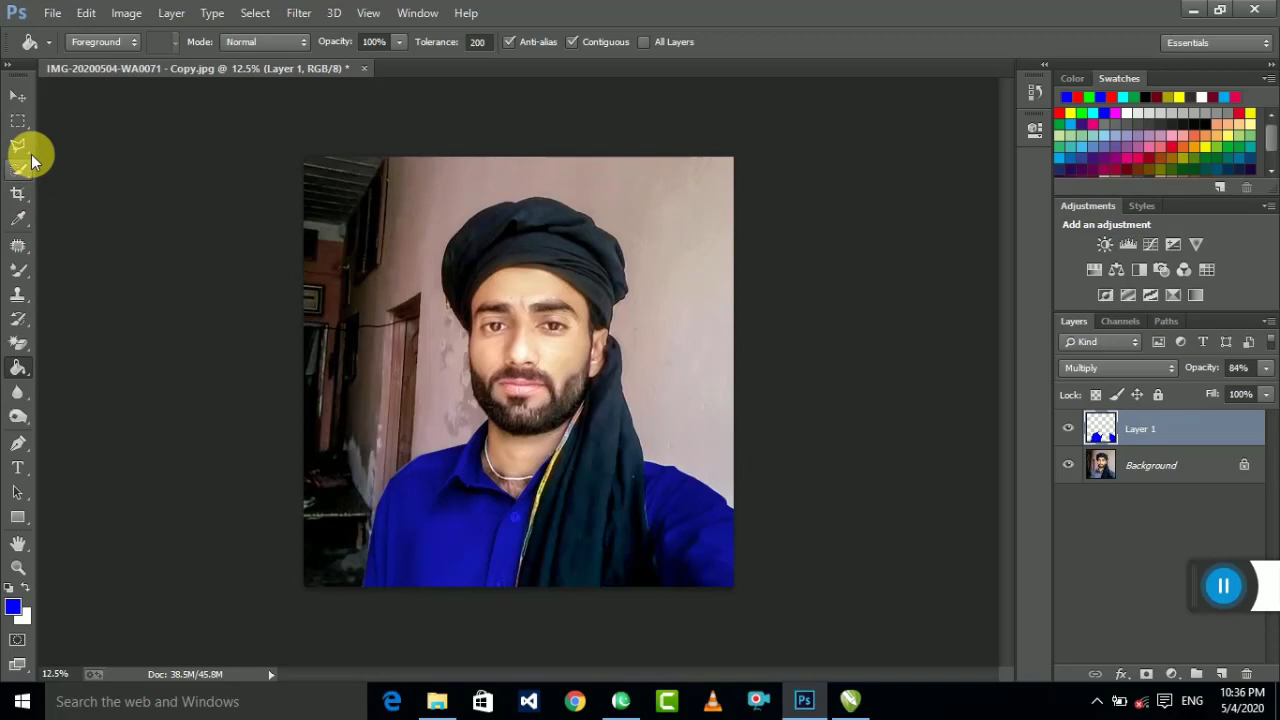 Ps File Edit Image Layer Type Select Filter 3D View Window Help
Foreground Mode: Normal Opacity: 100% Tolerance: 200 Anti-alias Contiguous All Layers Essentials
IMG-20200504-WA0071 - Copy.jpg @ 12.5% (Layer 1, RGB/8) * ×
Color Swatches
Adjustments Styles
Add an adjustment
Layers Channels Paths
Kind
Multiply Opacity: 84%
Lock: Fill: 100%
Layer 1
Background
12.5% Doc: 38.5M/45.8M
Search the web and Windows
ENG
10:36 PM
5/4/2020